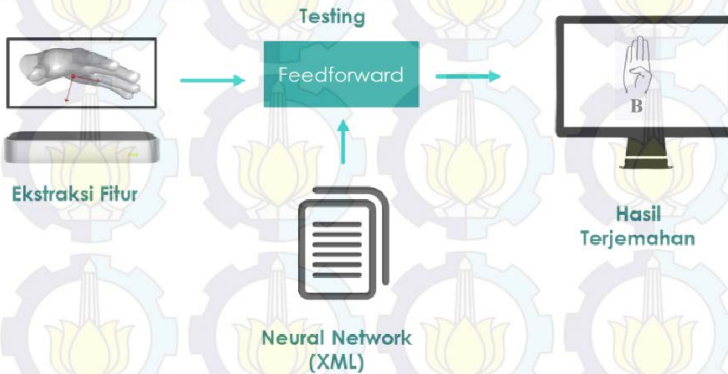 Testing
Feedforward
B
Ekstraksi Fitur
Hasil
Terjemahan
Neural Network
(XML)